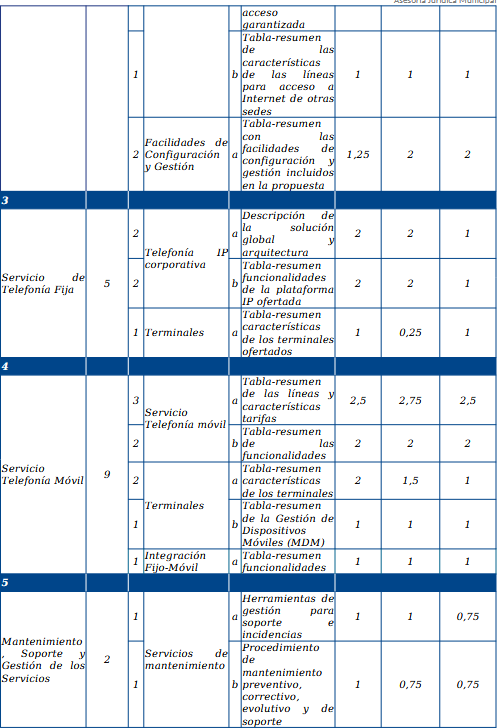 Asesoría Jurídica Municipal
acceso
garantizada
1
b
Tabla-resumen
de las
características
de las líneas
para acceso a
Internet de otras
sedes
1
1
1
2
Facilidades de
Configuración
y Gestión
a
Tabla-resumen
con las
facilidades de
configuración y
gestión incluidos
en la propuesta
1,25
2
2
3
Servicio de
Telefonía Fija
5
2
Telefonía IP
corporativa
a
Descripción de
la solución
global y
arquitectura
2
2
1
2
b
Tabla-resumen
funcionalidades
de la plataforma
IP ofertada
2
2
1
1
Terminales
a
Tabla-resumen
características
de los terminales
ofertados
1
0,25
1
4
Servicio
Telefonía Móvil
9
3
Servicio
Telefonía móvil
a
Tabla-resumen
de las líneas y
características
tarifas
2,5
2,75
2,5
2
b
Tabla-resumen
de las
funcionalidades
2
2
2
2
Terminales
a
Tabla-resumen
características
de los terminales
2
1,5
1
1
b
Tabla-resumen
de la Gestión de
Dispositivos
Móviles (MDM)
1
1
1
1
Integración
Fijo-Móvil
a
Tabla-resumen
funcionalidades
1
1
1
5
Mantenimiento
, Soporte y
Gestión de los
Servicios
2
1
Servicios de
mantenimiento
a
Herramientas de
gestión para
soporte e
incidencias
1
1
0,75
1
b
Procedimiento
de
mantenimiento
preventivo,
correctivo,
evolutivo y de
soporte
1
0,75
0,75